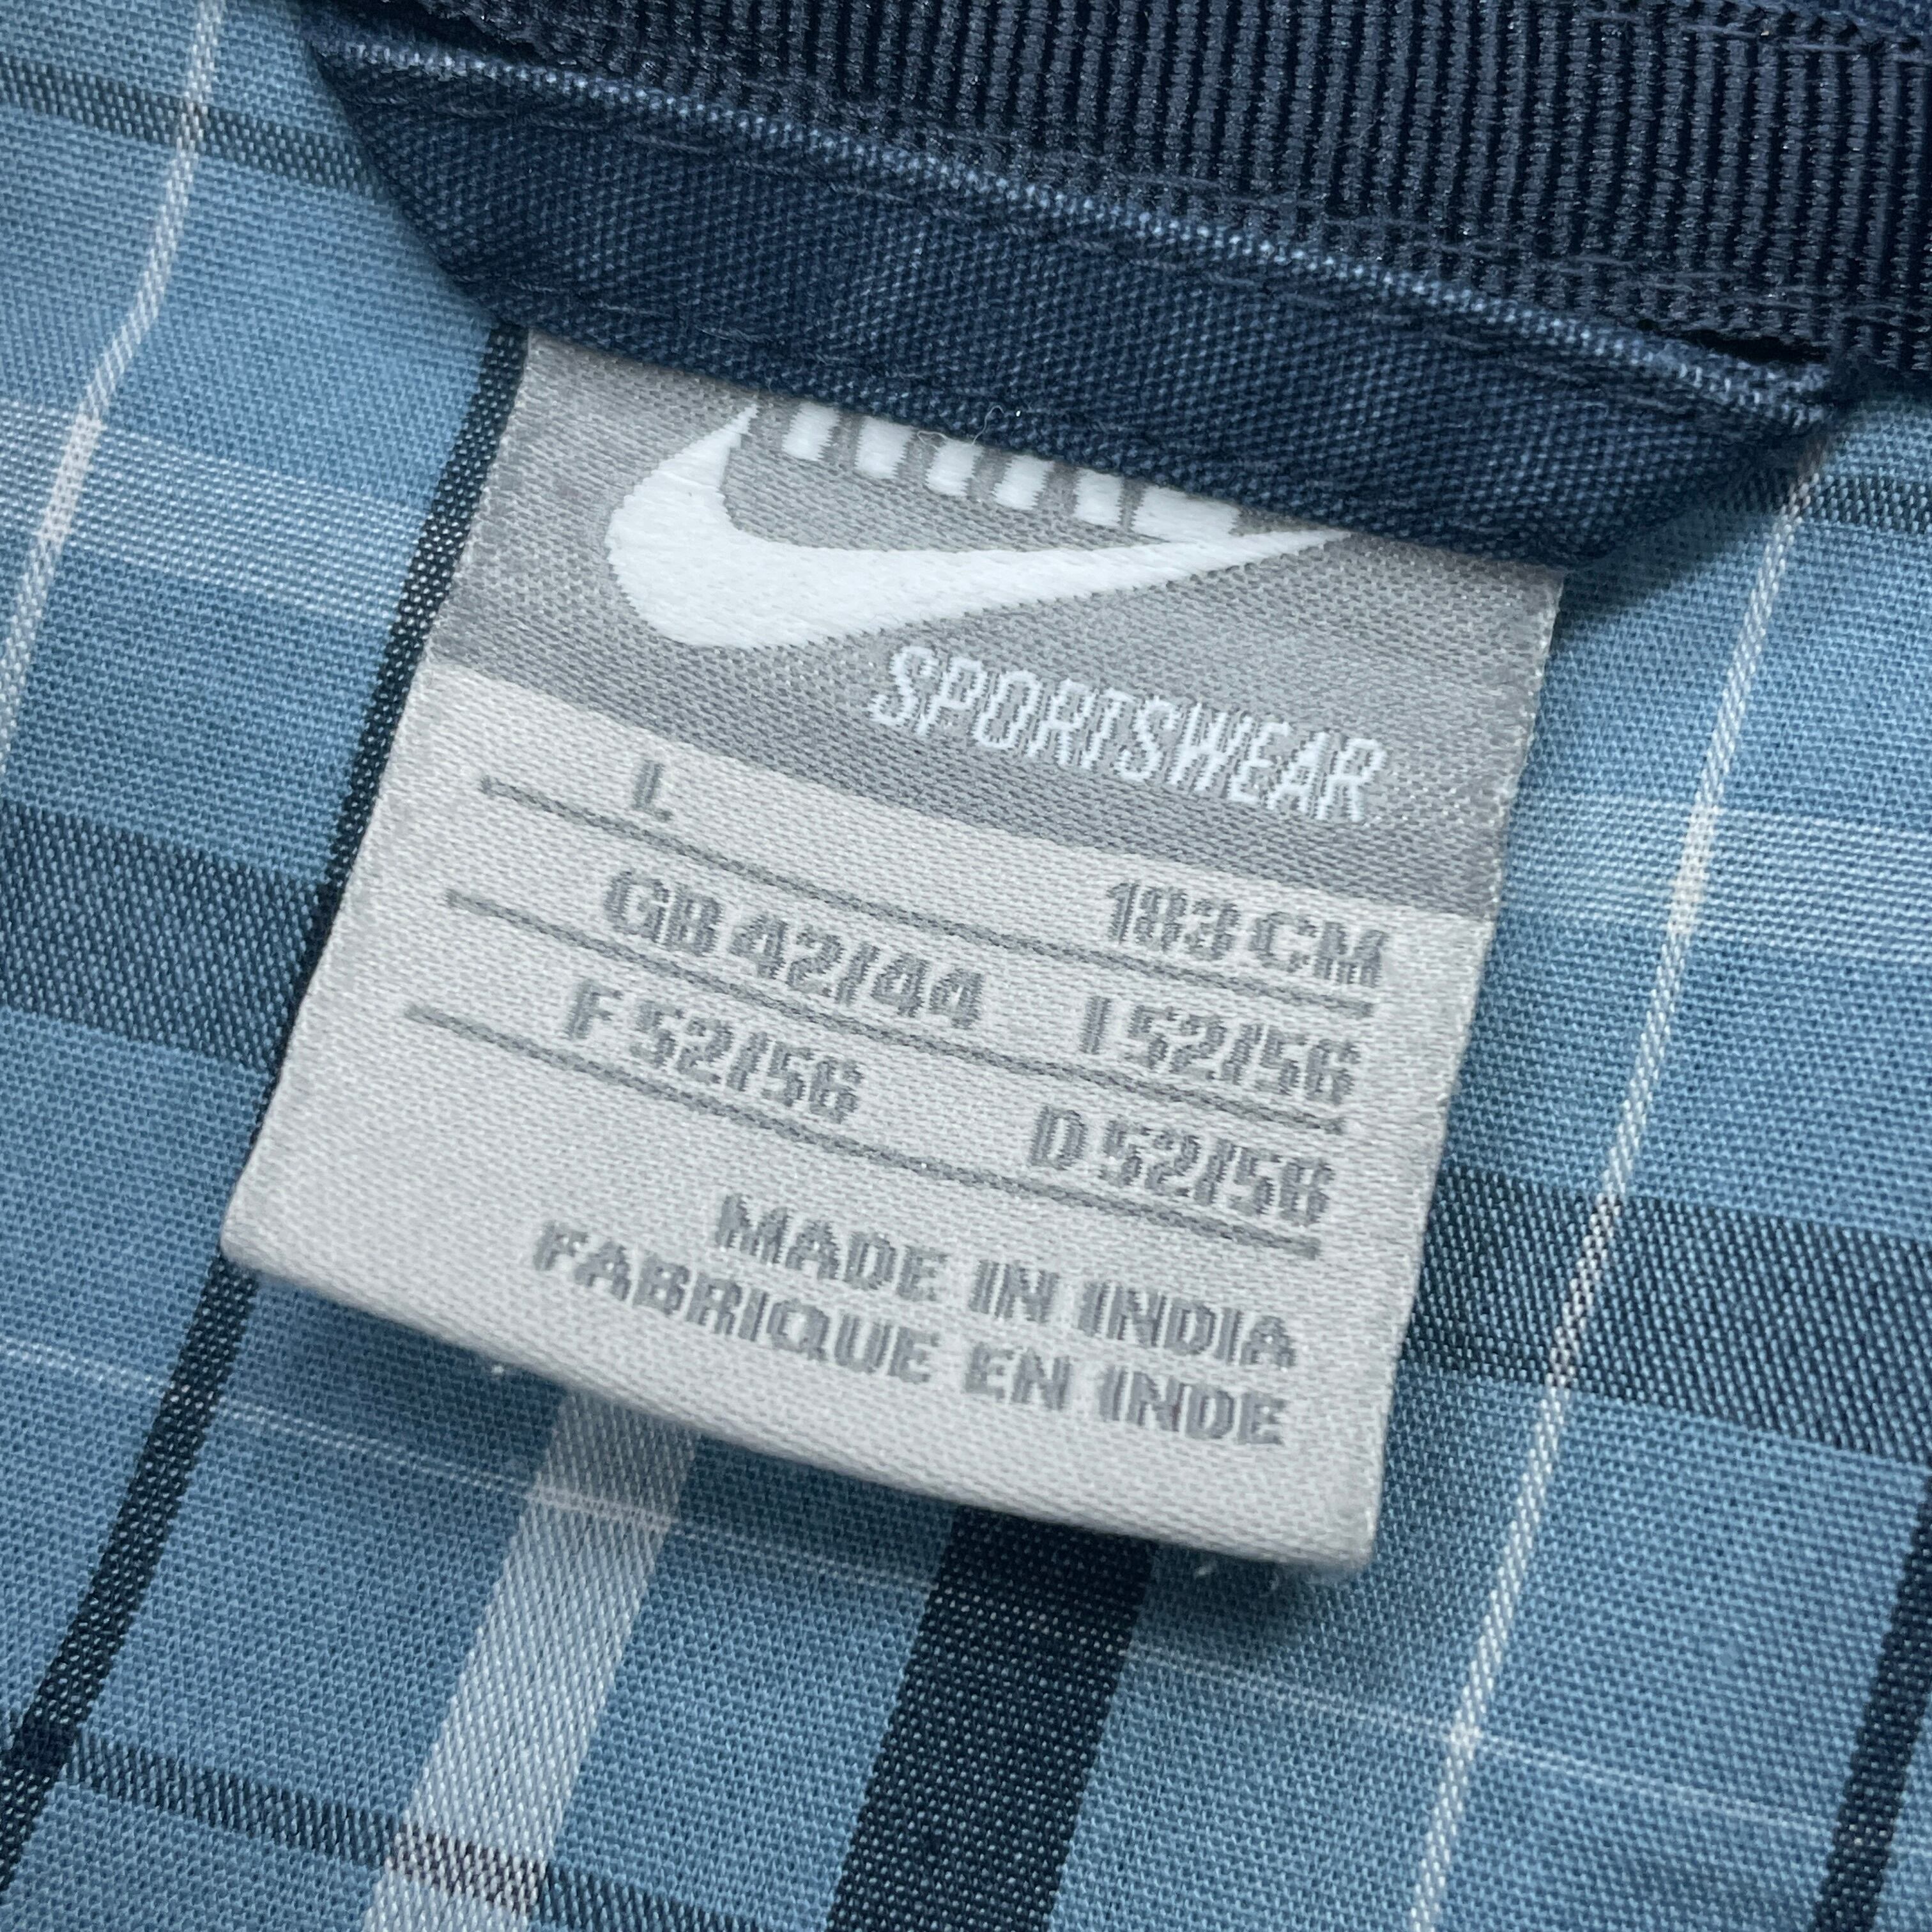 SPORTSWEAR
L 183 CM
GB 42/44 I 52/56
F 52/56 D 52/56
MADE IN INDIA
FABRIQUE EN INDE